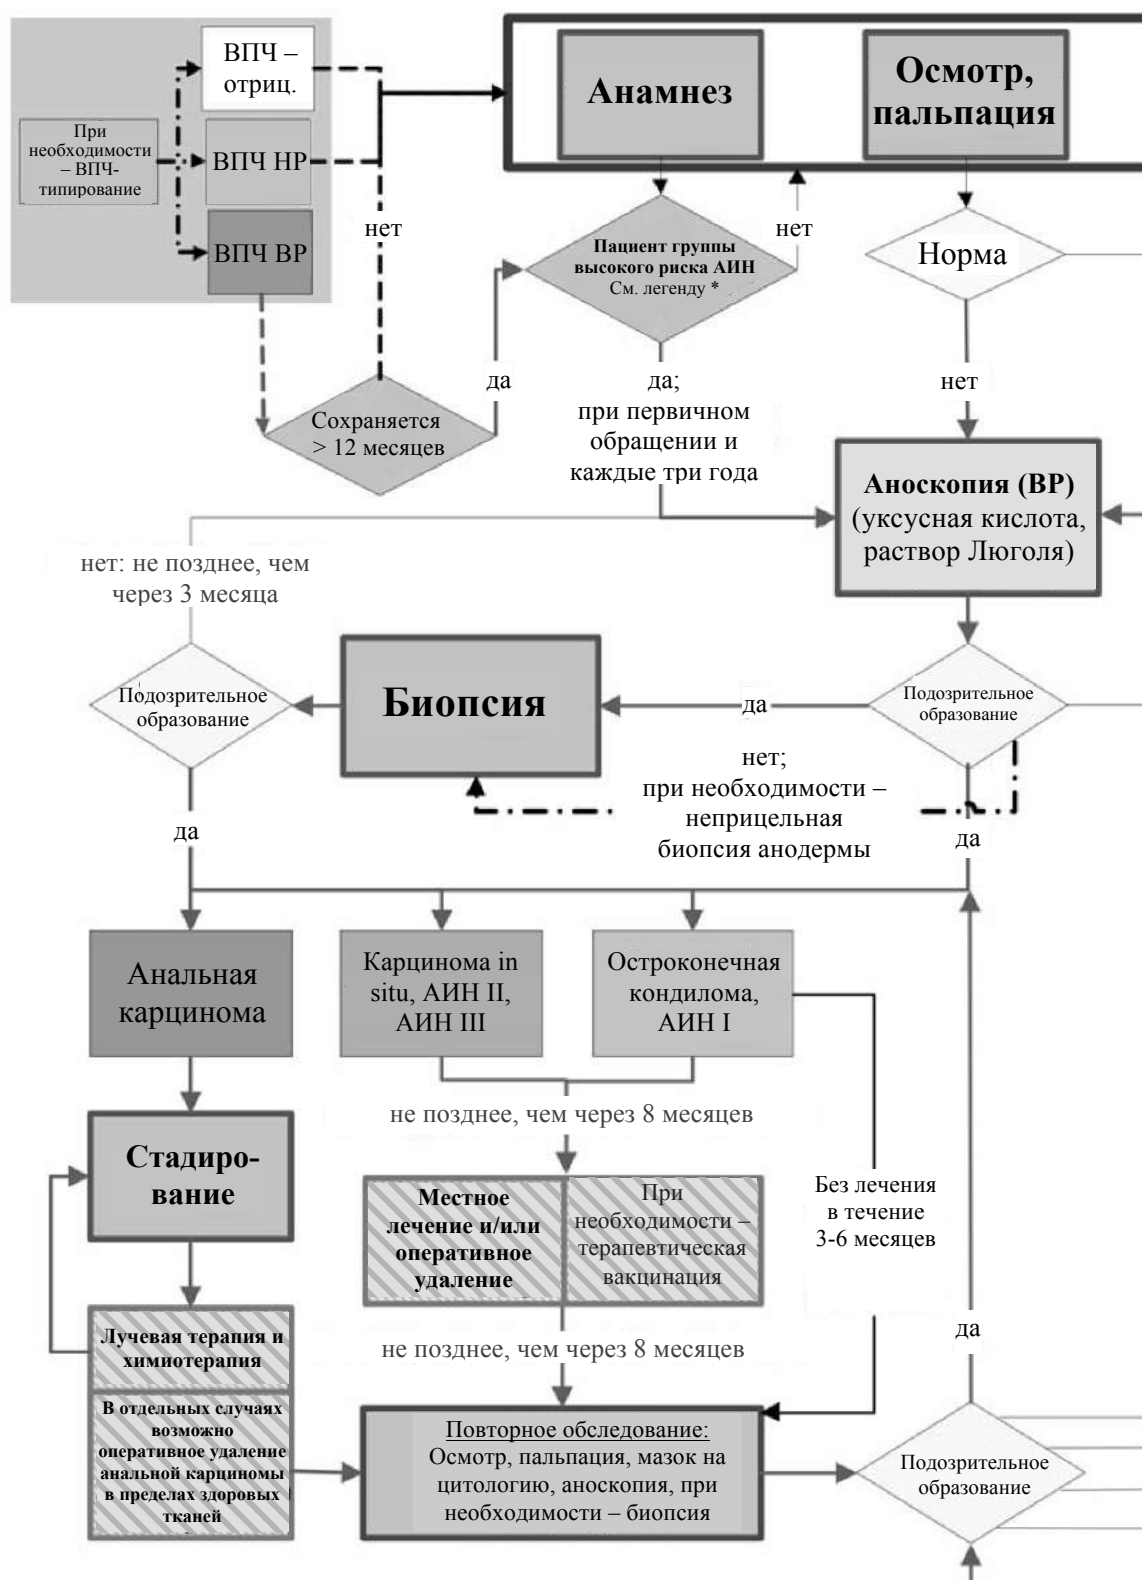 ВПЧ –
отриц.
При
необходимости
– ВПЧ-
типирование
ВПЧ НР
ВПЧ ВР
Анамнез
Осмотр,
пальпация
нет
Пациент группы
высокого риска АИН
См. легенду *
нет
Норма
Сохраняется
> 12 месяцев
да
да;
при первичном
обращении и
каждые три года
нет
Аноскопия (ВР)
(уксусная кислота,
раствор Люголя)
нет: не позднее, чем
через 3 месяца
Подозрительное
образование
Биопсия
да
Подозрительное
образование
нет;
при необходимости –
неприцельная
биопсия анодермы
да
да
Анальная
карцинома
Карцинома in
situ, АИН II,
АИН III
Остроконечная
кондилома,
АИН I
не позднее, чем через 8 месяцев
Стадиро-
вание
Местное
лечение и/или
оперативное
удаление
При
необходимости –
терапевтическая
вакцинация
Без лечения
в течение
3-6 месяцев
Лучевая терапия и
химиотерапия
не позднее, чем через 8 месяцев
да
В отдельных случаях
возможно
оперативное удаление
анальной карциномы
в пределах здоровых
тканей
Повторное обследование:
Осмотр, пальпация, мазок на
цитологию, аноскопия, при
необходимости – биопсия
Подозрительное
образование